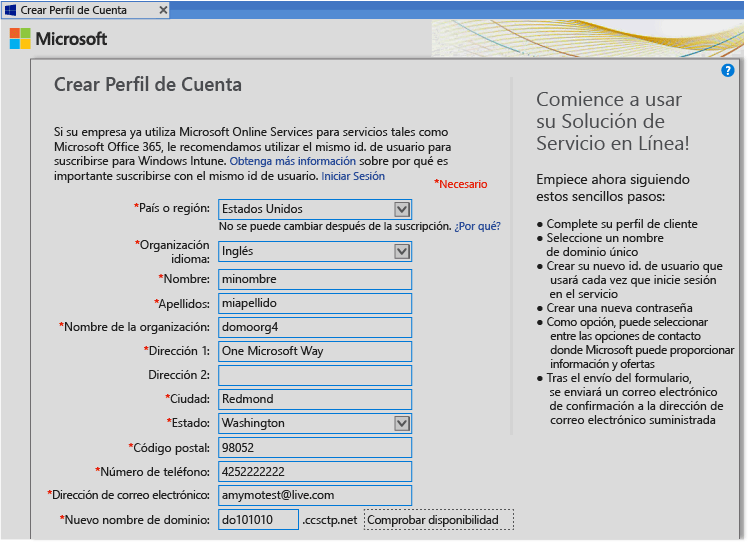 Crear Perfil de Cuenta
Microsoft
Crear Perfil de Cuenta
Si su empresa ya utiliza Microsoft Online Services para servicios tales como
Microsoft Office 365, le recomendamos utilizar el mismo id. de usuario para
suscribirse para Windows Intune. Obtenga más información sobre por qué es
importante suscribirse con el mismo id de usuario. Iniciar Sesión
*Necesario
*País o región: Estados Unidos
No se puede cambiar después de la suscripción. ¿Por qué?
*Organización
idioma: Inglés
*Nombre: minombre
*Apellidos: miapellido
*Nombre de la organización: domoorg4
*Dirección 1: One Microsoft Way
Dirección 2:
*Ciudad: Redmond
*Estado: Washington
*Código postal: 98052
*Número de teléfono: 4252222222
*Dirección de correo electrónico: amymotest@live.com
*Nuevo nombre de dominio: do101010 .ccsctp.net Comprobar disponibilidad
?
Comience a usar
su Solución de
Servicio en Línea!
Empiece ahora siguiendo
estos sencillos pasos:
● Complete su perfil de cliente
● Seleccione un nombre
de dominio único
● Crear su nuevo id. de usuario que
usará cada vez que inicie sesión
en el servicio
● Crear una nueva contraseña
● Como opción, puede seleccionar
entre las opciones de contacto
donde Microsoft puede proporcionar
información y ofertas
● Tras el envío del formulario,
se enviará un correo electrónico
de confirmación a la dirección de
correo electrónico suministrada